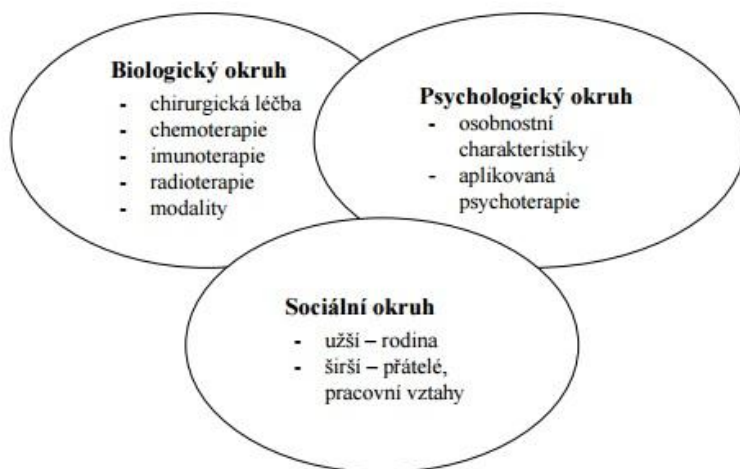 Biologický okruh
- chirurgická léčba
- chemoterapie
- imunoterapie
- radioterapie
- modality
Psychologický okruh
- osobnostní
charakteristiky
- aplikovaná
psychoterapie
Sociální okruh
- užší – rodina
- širší – přátelé,
pracovní vztahy